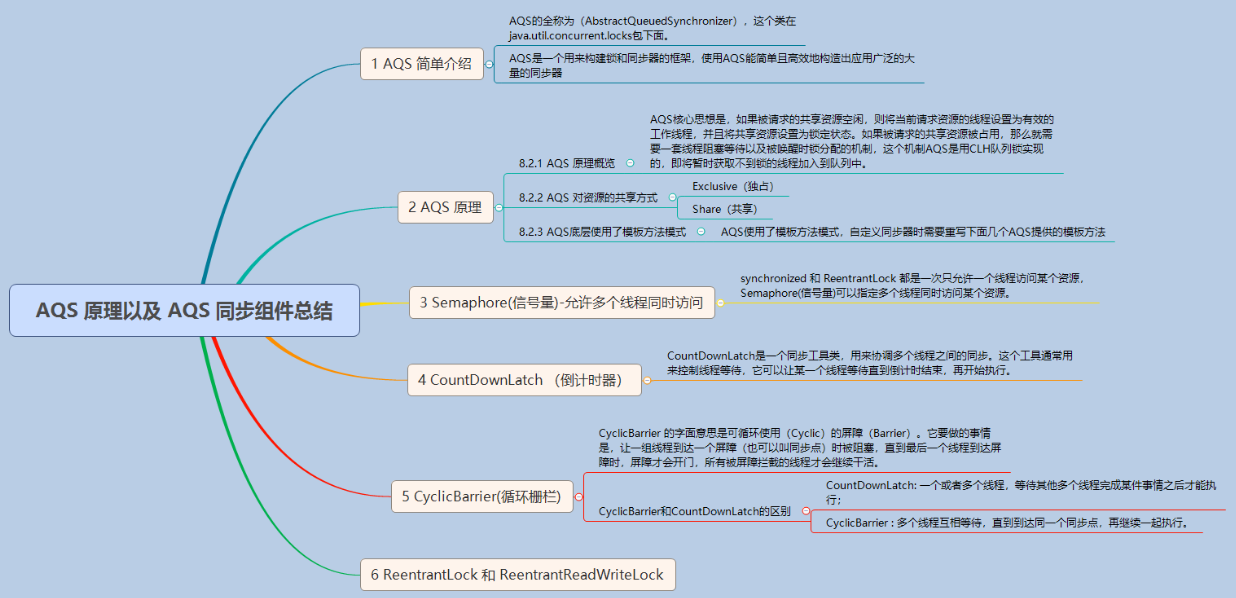 AQS 原理以及 AQS 同步组件总结
1 AQS 简单介绍
AQS的全称为（AbstractQueuedSynchronizer），这个类在
java.util.concurrent.locks包下面。
AQS是一个用来构建锁和同步器的框架，使用AQS能简单且高效地构造出应用广泛的大
量的同步器
2 AQS 原理
8.2.1 AQS 原理概览
AQS核心思想是，如果被请求的共享资源空闲，则将当前请求资源的线程设置为有效的
工作线程，并且将共享资源设置为锁定状态。如果被请求的共享资源被占用，那么就需
要一套线程阻塞等待以及被唤醒时锁分配的机制，这个机制AQS是用CLH队列锁实现
的，即将暂时获取不到锁的线程加入到队列中。
8.2.2 AQS 对资源的共享方式
Exclusive（独占）
Share（共享）
8.2.3 AQS底层使用了模板方法模式
AQS使用了模板方法模式，自定义同步器时需要重写下面几个AQS提供的模板方法
3 Semaphore(信号量)-允许多个线程同时访问
synchronized 和 ReentrantLock 都是一次只允许一个线程访问某个资源，
Semaphore(信号量)可以指定多个线程同时访问某个资源。
4 CountDownLatch （倒计时器）
CountDownLatch是一个同步工具类，用来协调多个线程之间的同步。这个工具通常用
来控制线程等待，它可以让某一个线程等待直到倒计时结束，再开始执行。
5 CyclicBarrier(循环栅栏)
CyclicBarrier 的字面意思是可循环使用（Cyclic）的屏障（Barrier）。它要做的事情
是，让一组线程到达一个屏障（也可以叫同步点）时被阻塞，直到最后一个线程到达屏
障时，屏障才会开门，所有被屏障拦截的线程才会继续干活。
CyclicBarrier和CountDownLatch的区别
CountDownLatch: 一个或者多个线程，等待其他多个线程完成某件事情之后才能执
行；
CyclicBarrier : 多个线程互相等待，直到到达同一个同步点，再继续一起执行。
6 ReentrantLock 和 ReentrantReadWriteLock